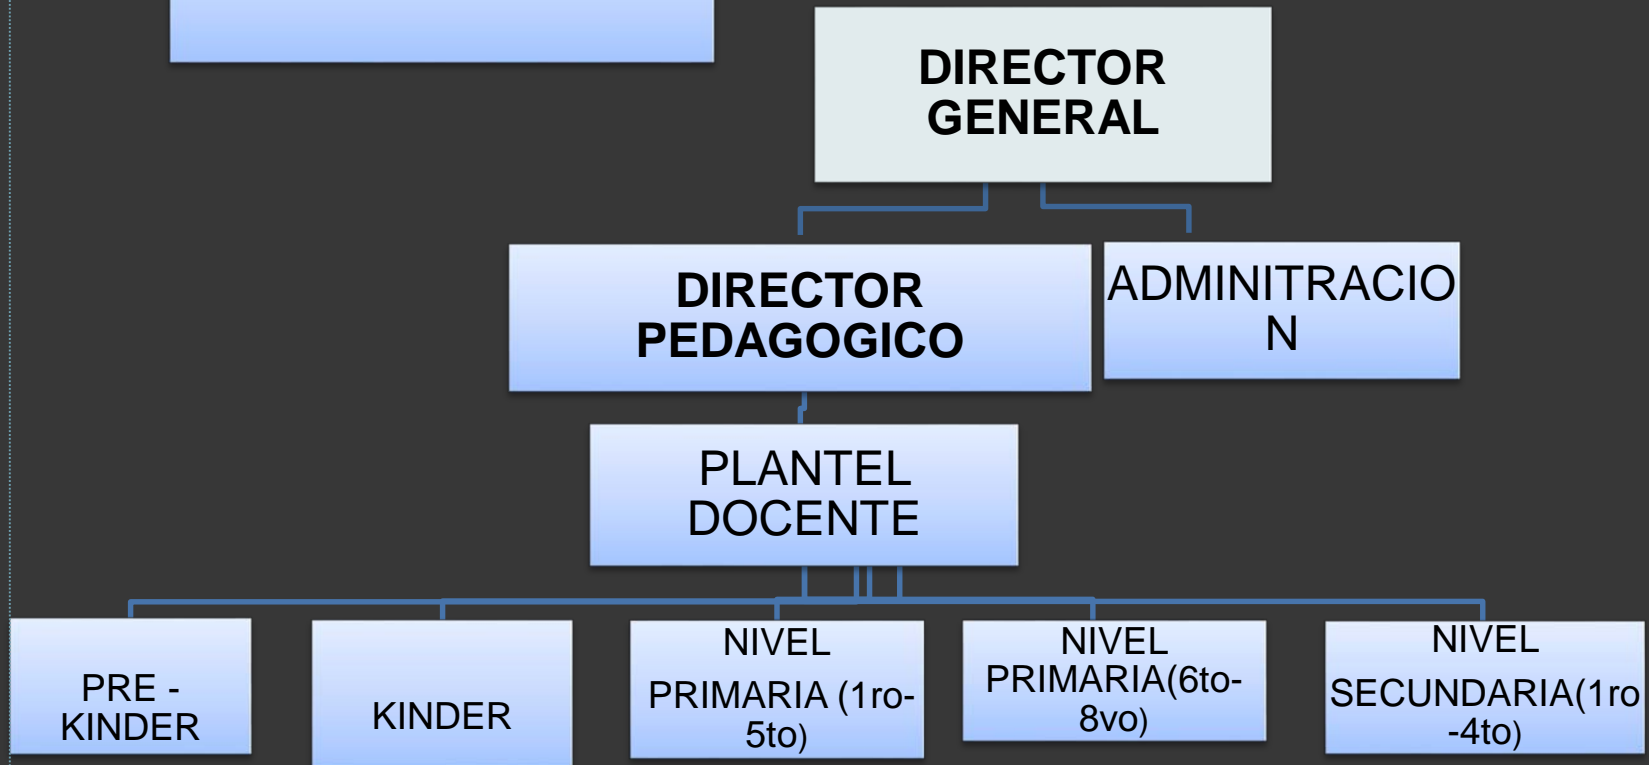 DIRECTOR
GENERAL
DIRECTOR
PEDAGOGICO
ADMINITRACIO
N
PLANTEL
DOCENTE
PRE -
KINDER
KINDER
NIVEL
PRIMARIA (1ro-
5to)
NIVEL
PRIMARIA(6to-
8vo)
NIVEL
SECUNDARIA(1ro
-4to)